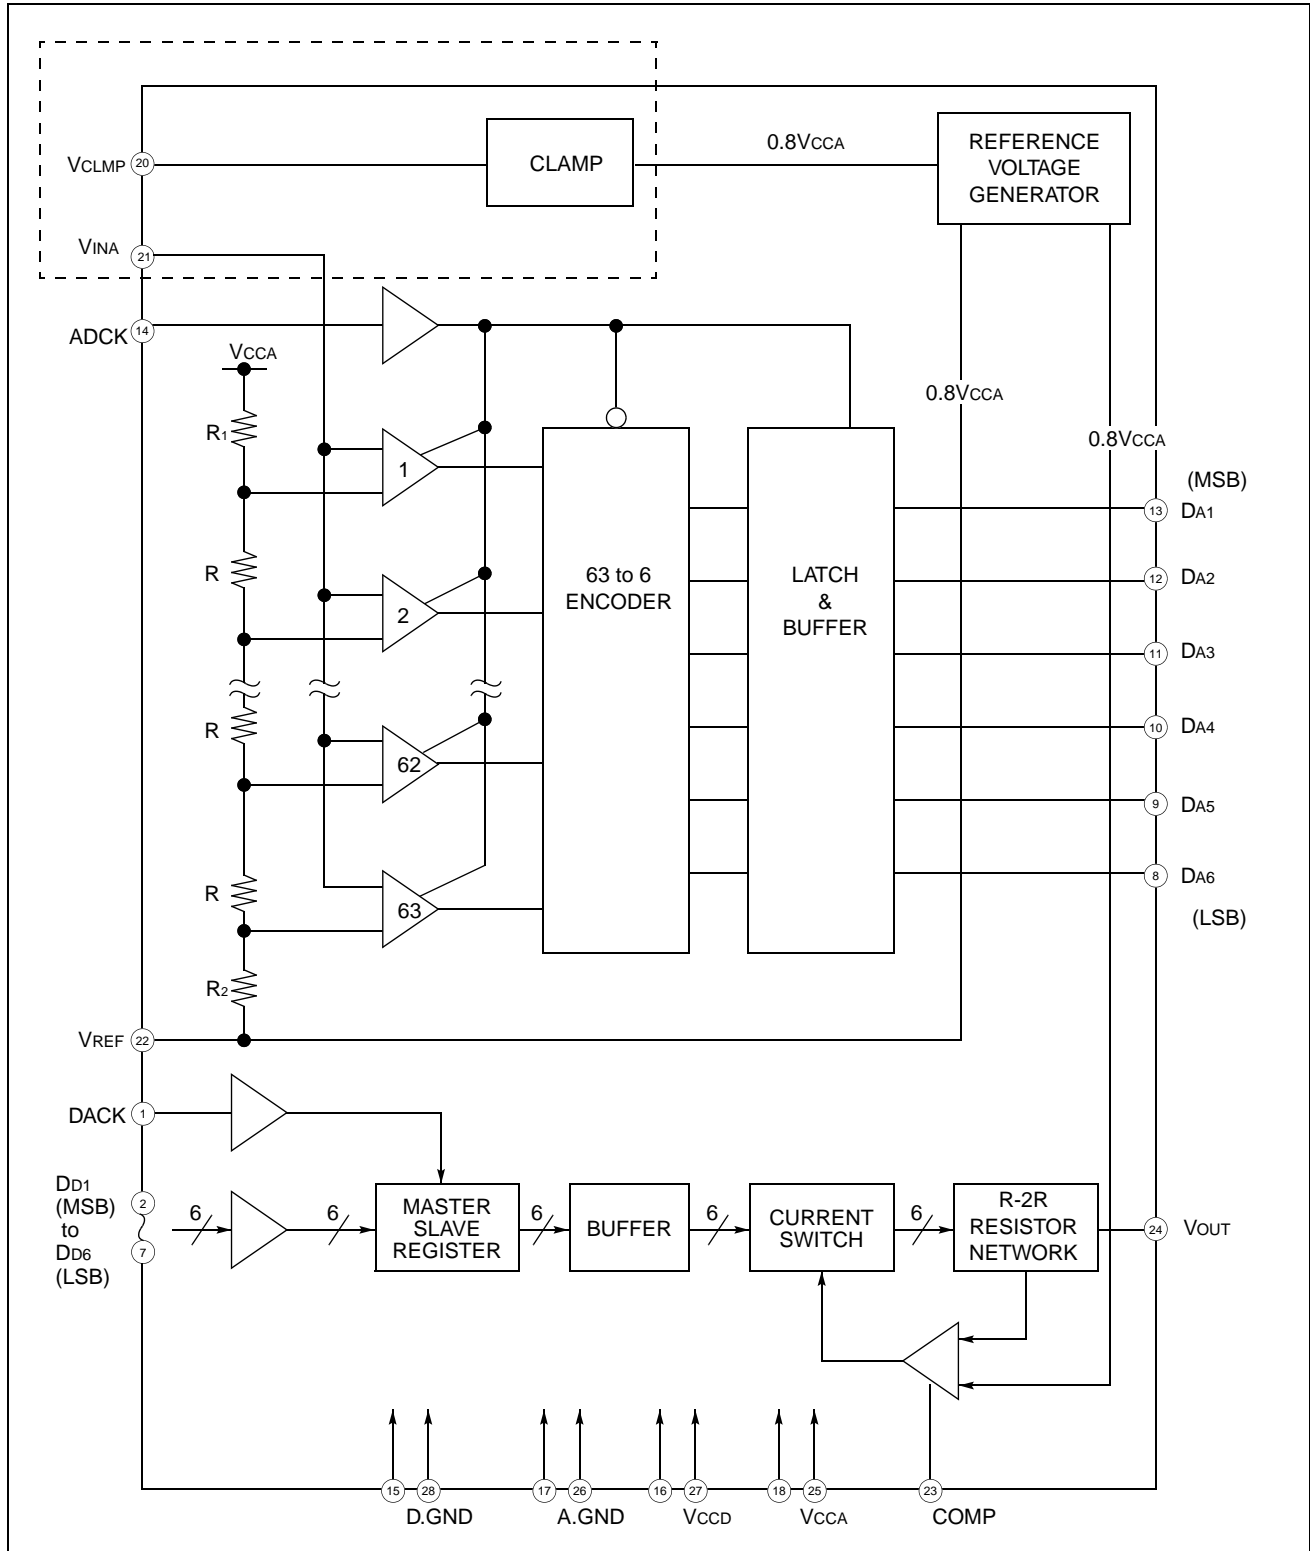 VCLMP
20
CLAMP
0.8VCCA
REFERENCE
VOLTAGE
GENERATOR
VINA
21
ADCK
14
VCCA
0.8VCCA
0.8VCCA
R1
1
(MSB)
13
DA1
R
2
63 to 6
ENCODER
LATCH
&
BUFFER
12
DA2
11
DA3
R
62
10
DA4
9
DA5
R
63
8
DA6
(LSB)
R2
VREF
22
DACK
1
DD1
(MSB)
to
DD6
(LSB)
2
7
6
6
MASTER
SLAVE
REGISTER
6
BUFFER
6
CURRENT
SWITCH
6
R-2R
RESISTOR
NETWORK
24
VOUT
15
28
17
26
16
27
18
25
23
D.GND
A.GND
VCCD
VCCA
COMP